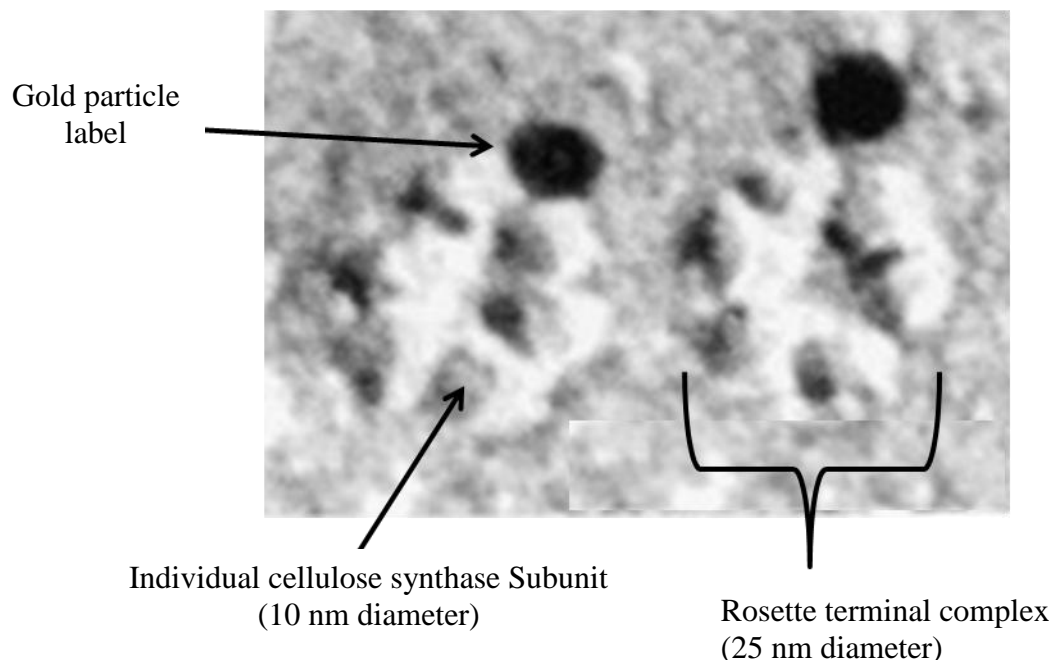 Gold particle
label
Individual cellulose synthase Subunit
(10 nm diameter)
Rosette terminal complex
(25 nm diameter)